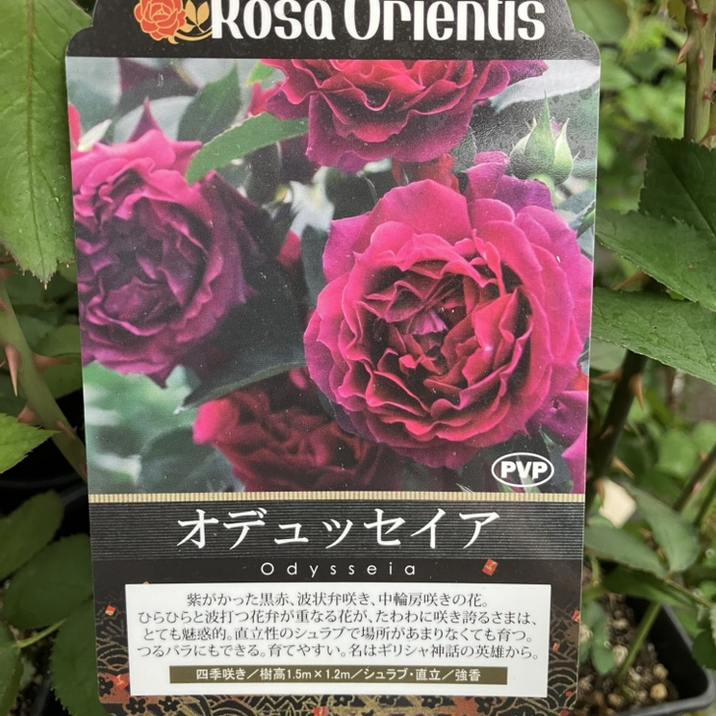 Rosa Orientis
PVP
オデュッセイア
Odysseia
紫がかった黒赤、波状弁咲き、中輪房咲きの花。
ひらひらと波打つ花弁が重なる花が、たわわに咲き誇るさまは、
とても魅惑的。直立性のシュラブで場所があまりなくても育つ。
つるバラにもできる。育てやすい。名はギリシャ神話の英雄から。
四季咲き/樹高1.5m×1.2m/シュラブ・直立/強香